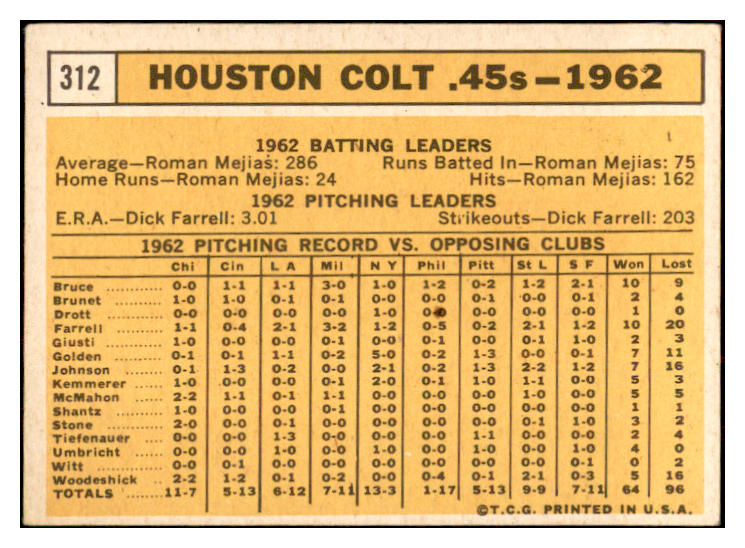 312 HOUSTON COLT .45s—1962
1962 BATTING LEADERS
Average—Roman Mejias: 286 Runs Batted In—Roman Mejias: 75
Home Runs—Roman Mejias: 24 Hits—Roman Mejias: 162
1962 PITCHING LEADERS
E.R.A.—Dick Farrell: 3.01 Strikeouts—Dick Farrell: 203
1962 PITCHING RECORD VS. OPPOSING CLUBS
Chi Cin L A Mil N Y Phil Pitt St L S F Won Lost
Bruce ........... 0-0 1-1 1-1 3-0 1-0 1-2 0-2 1-2 2-1 10 9
Brunet ........... 1-0 1-0 0-1 0-1 0-0 0-0 0-1 0-0 0-1 2 4
Drott ........... 0-0 0-0 0-0 0-0 1-0 0-0 0-0 0-0 0-0 1 0
Farrell ........... 1-1 0-4 2-1 3-2 1-2 0-5 0-2 2-1 1-2 10 20
Giusti ........... 1-0 0-0 0-0 0-1 0-0 0-1 0-0 0-1 1-0 2 3
Golden ........... 0-1 0-1 1-1 0-2 5-0 0-2 1-3 0-0 0-1 7 11
Johnson ......... 0-1 1-3 0-2 0-0 2-1 0-2 1-3 2-2 1-2 7 16
Kemmerer ...... 1-0 0-0 0-0 0-1 2-0 0-1 1-0 1-1 0-0 5 3
McMahon ....... 2-2 1-1 0-1 1-1 0-0 0-0 0-0 1-0 0-0 5 5
Shantz .......... 1-0 0-0 0-0 0-1 0-0 0-0 0-0 0-0 0-0 1 1
Stone ........... 2-0 0-0 0-0 0-0 0-0 0-0 0-0 0-1 1-0 3 2
Tiefenauer .... 0-0 0-0 1-3 0-0 0-0 0-0 1-1 0-0 0-0 2 4
Umbricht ....... 0-0 0-0 1-0 0-0 1-0 0-0 1-0 0-0 1-0 4 0
Witt ........... 0-0 0-1 0-0 0-0 0-0 0-0 0-0 0-0 0-1 0 2
Woodeshick .. 2-2 1-2 0-1 0-2 0-0 0-4 0-1 2-1 0-3 5 16
TOTALS ....... 11-7 5-13 6-12 7-11 13-3 1-17 5-13 9-9 7-11 64 96
©T.C.G. PRINTED IN U.S.A.